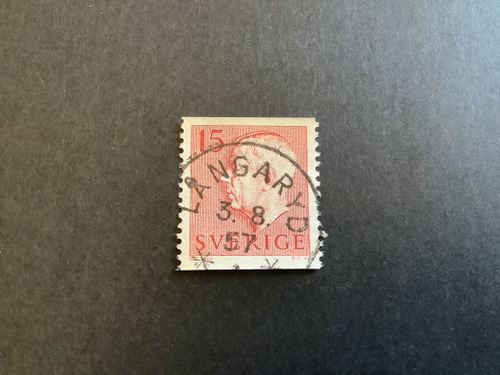 15
LÅNGARYD
3. 8.
57
SVERIGE